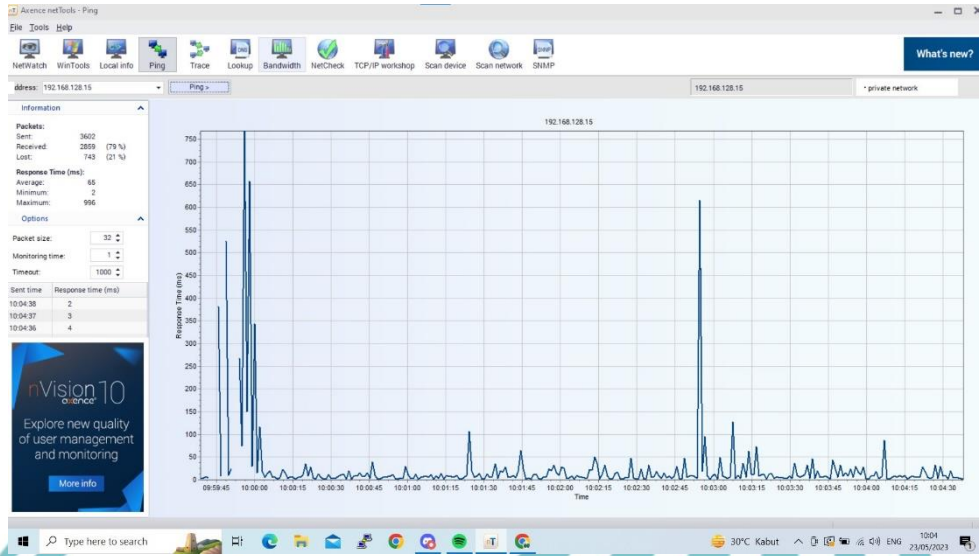 Axence netTools - Ping
File Tools Help
NetWatch WinTools Local info Ping Trace Lookup Bandwidth NetCheck TCP/IP workshop Scan device Scan network SNMP
DNS
SNMP
What's new?
ddress: 192.168.128.15 Ping > 192.168.128.15 • private network
Information
Packets:
Sent: 3602
Received: 2859 (79 %)
Lost: 743 (21 %)
Response Time (ms):
Average: 65
Minimum: 2
Maximum: 996
Options
Packet size: 32
Monitoring time: 1
Timeout: 1000
Sent time Response time (ms)
10:04:38 2
10:04:37 3
10:04:36 4
nVision 10
axence
Explore new quality
of user management
and monitoring
More info
192.168.128.15
Response Time (ms)
750
700
650
600
550
500
450
400
350
300
250
200
150
100
50
0
09:59:45 10:00:00 10:00:15 10:00:30 10:00:45 10:01:00 10:01:15 10:01:30 10:01:45 10:02:00 10:02:15 10:02:30 10:02:45 10:03:00 10:03:15 10:03:30 10:03:45 10:04:00 10:04:15 10:04:30
Time
Type here to search
30°C Kabut ENG 10:04
23/05/2023